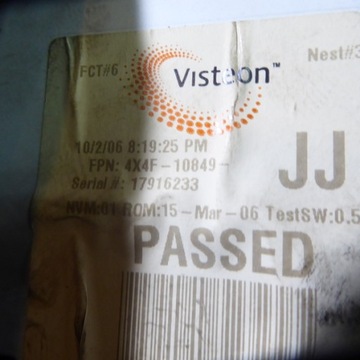 FCT#6 Nest#3
Visteon™
10/2/06 8:19:25 PM
FPN: 4X4F-10849-
Serial #: 17916233
JJ
NVM:81 ROM:15-Mar-06 TestSW:0.5
PASSED